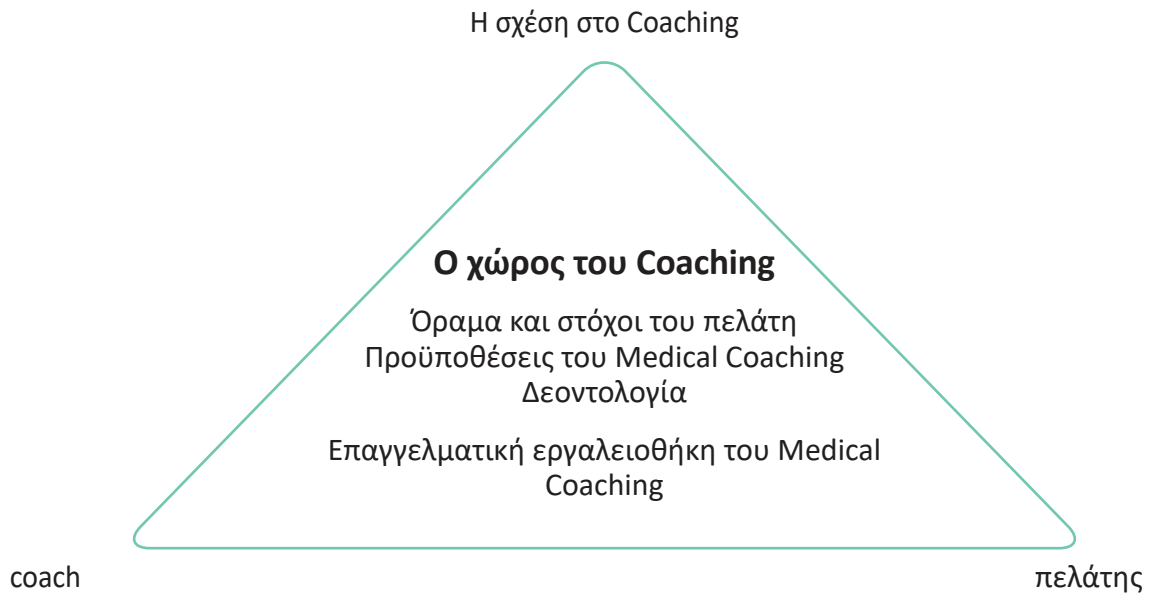 Η σχέση στο Coaching
Ο χώρος του Coaching
Όραμα και στόχοι του πελάτη
Προϋποθέσεις του Medical Coaching
Δεοντολογία
Επαγγελματική εργαλειοθήκη του Medical
Coaching
coach
πελάτης